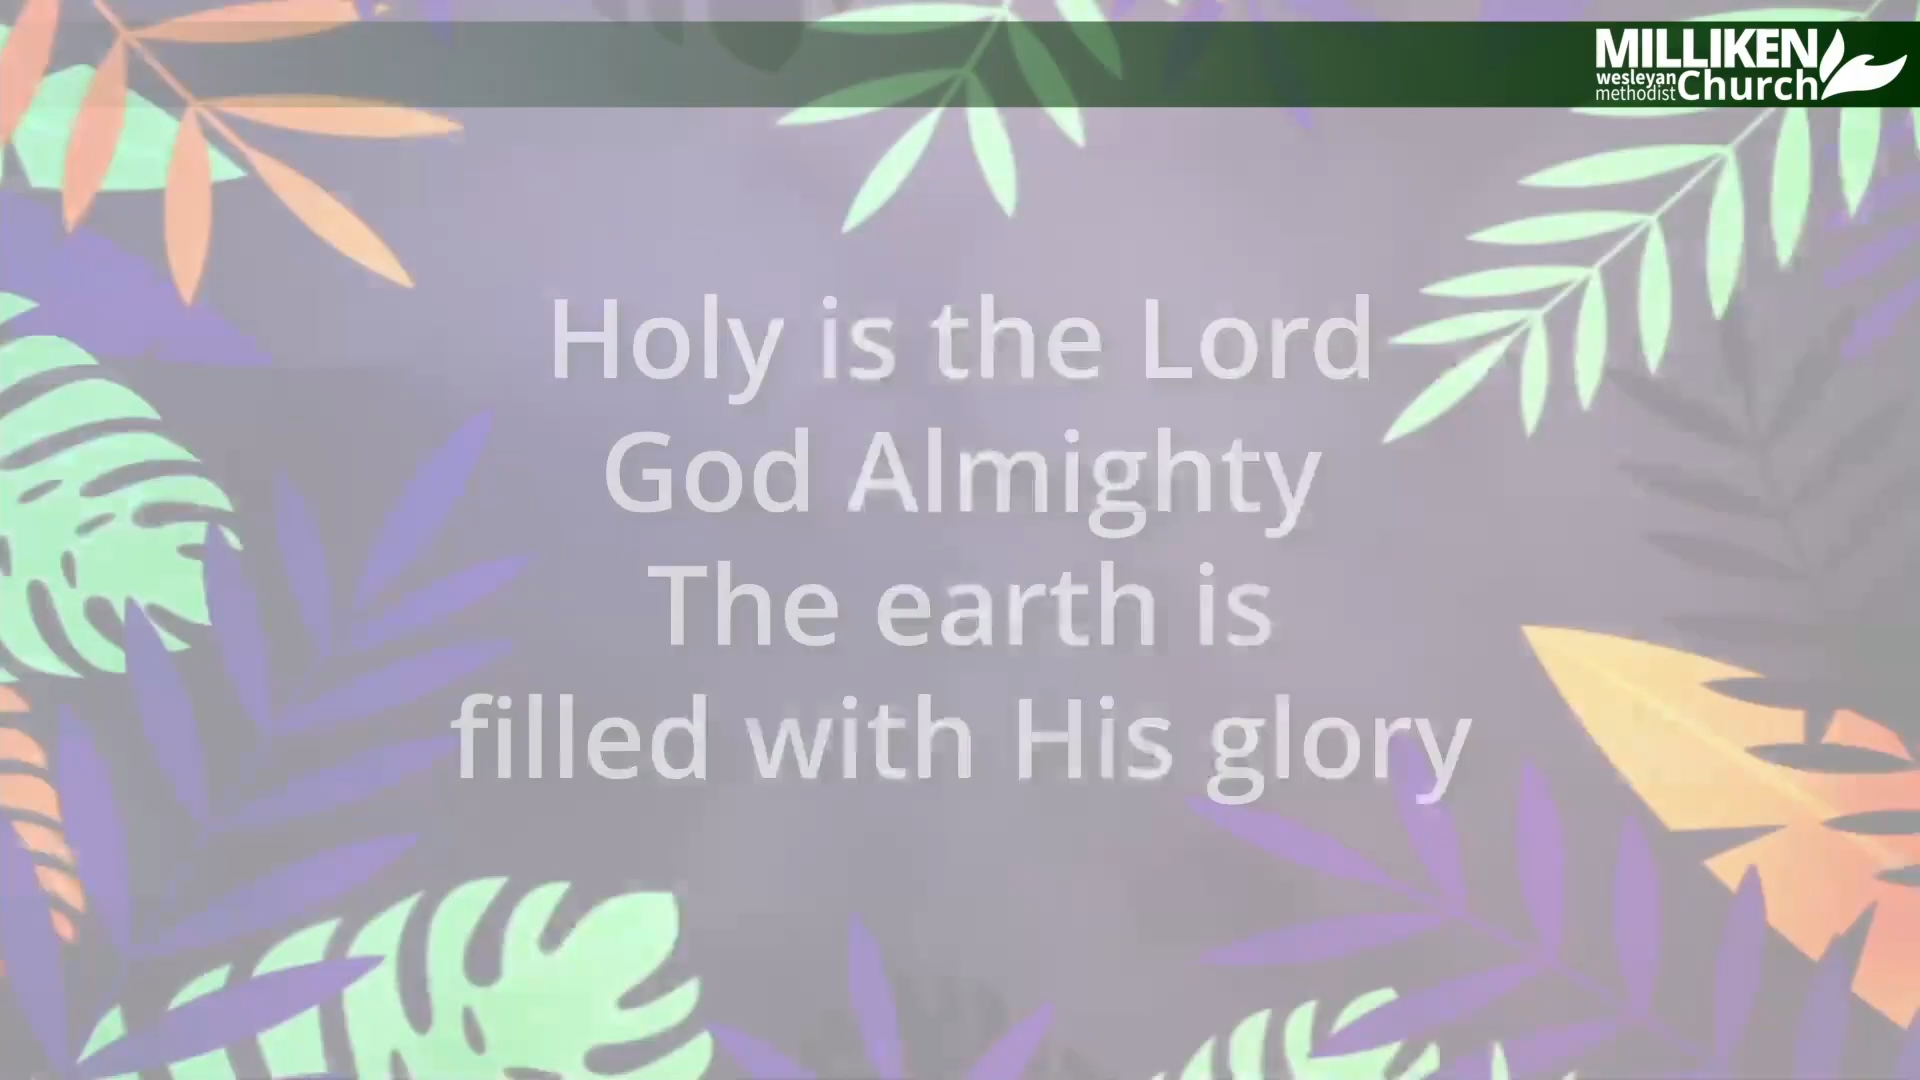 MILLIKEN
wesleyan
methodist Church
Holy is the Lord
God Almighty
The earth is
filled with His glory